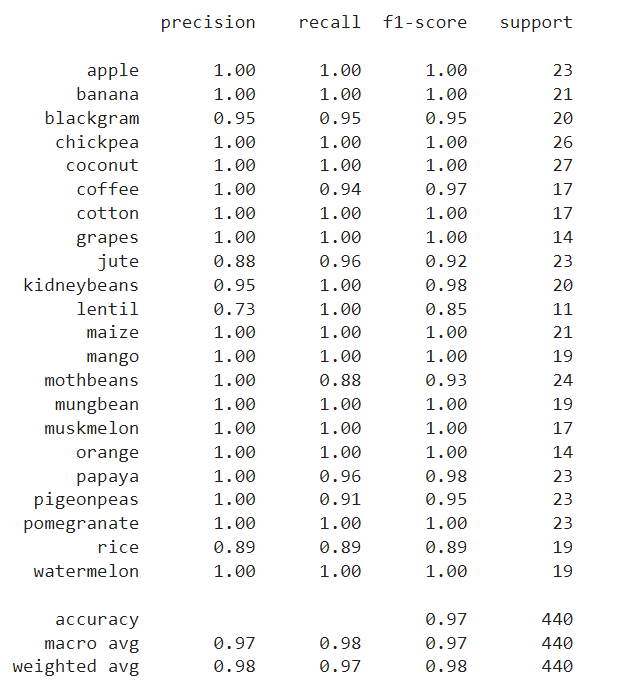 precision recall f1-score support
apple 1.00 1.00 1.00 23
banana 1.00 1.00 1.00 21
blackgram 0.95 0.95 0.95 20
chickpea 1.00 1.00 1.00 26
coconut 1.00 1.00 1.00 27
coffee 1.00 0.94 0.97 17
cotton 1.00 1.00 1.00 17
grapes 1.00 1.00 1.00 14
jute 0.88 0.96 0.92 23
kidneybeans 0.95 1.00 0.98 20
lentil 0.73 1.00 0.85 11
maize 1.00 1.00 1.00 21
mango 1.00 1.00 1.00 19
mothbeans 1.00 0.88 0.93 24
mungbean 1.00 1.00 1.00 19
muskmelon 1.00 1.00 1.00 17
orange 1.00 1.00 1.00 14
papaya 1.00 0.96 0.98 23
pigeonpeas 1.00 0.91 0.95 23
pomegranate 1.00 1.00 1.00 23
rice 0.89 0.89 0.89 19
watermelon 1.00 1.00 1.00 19
accuracy 0.97 440
macro avg 0.97 0.98 0.97 440
weighted avg 0.98 0.97 0.98 440